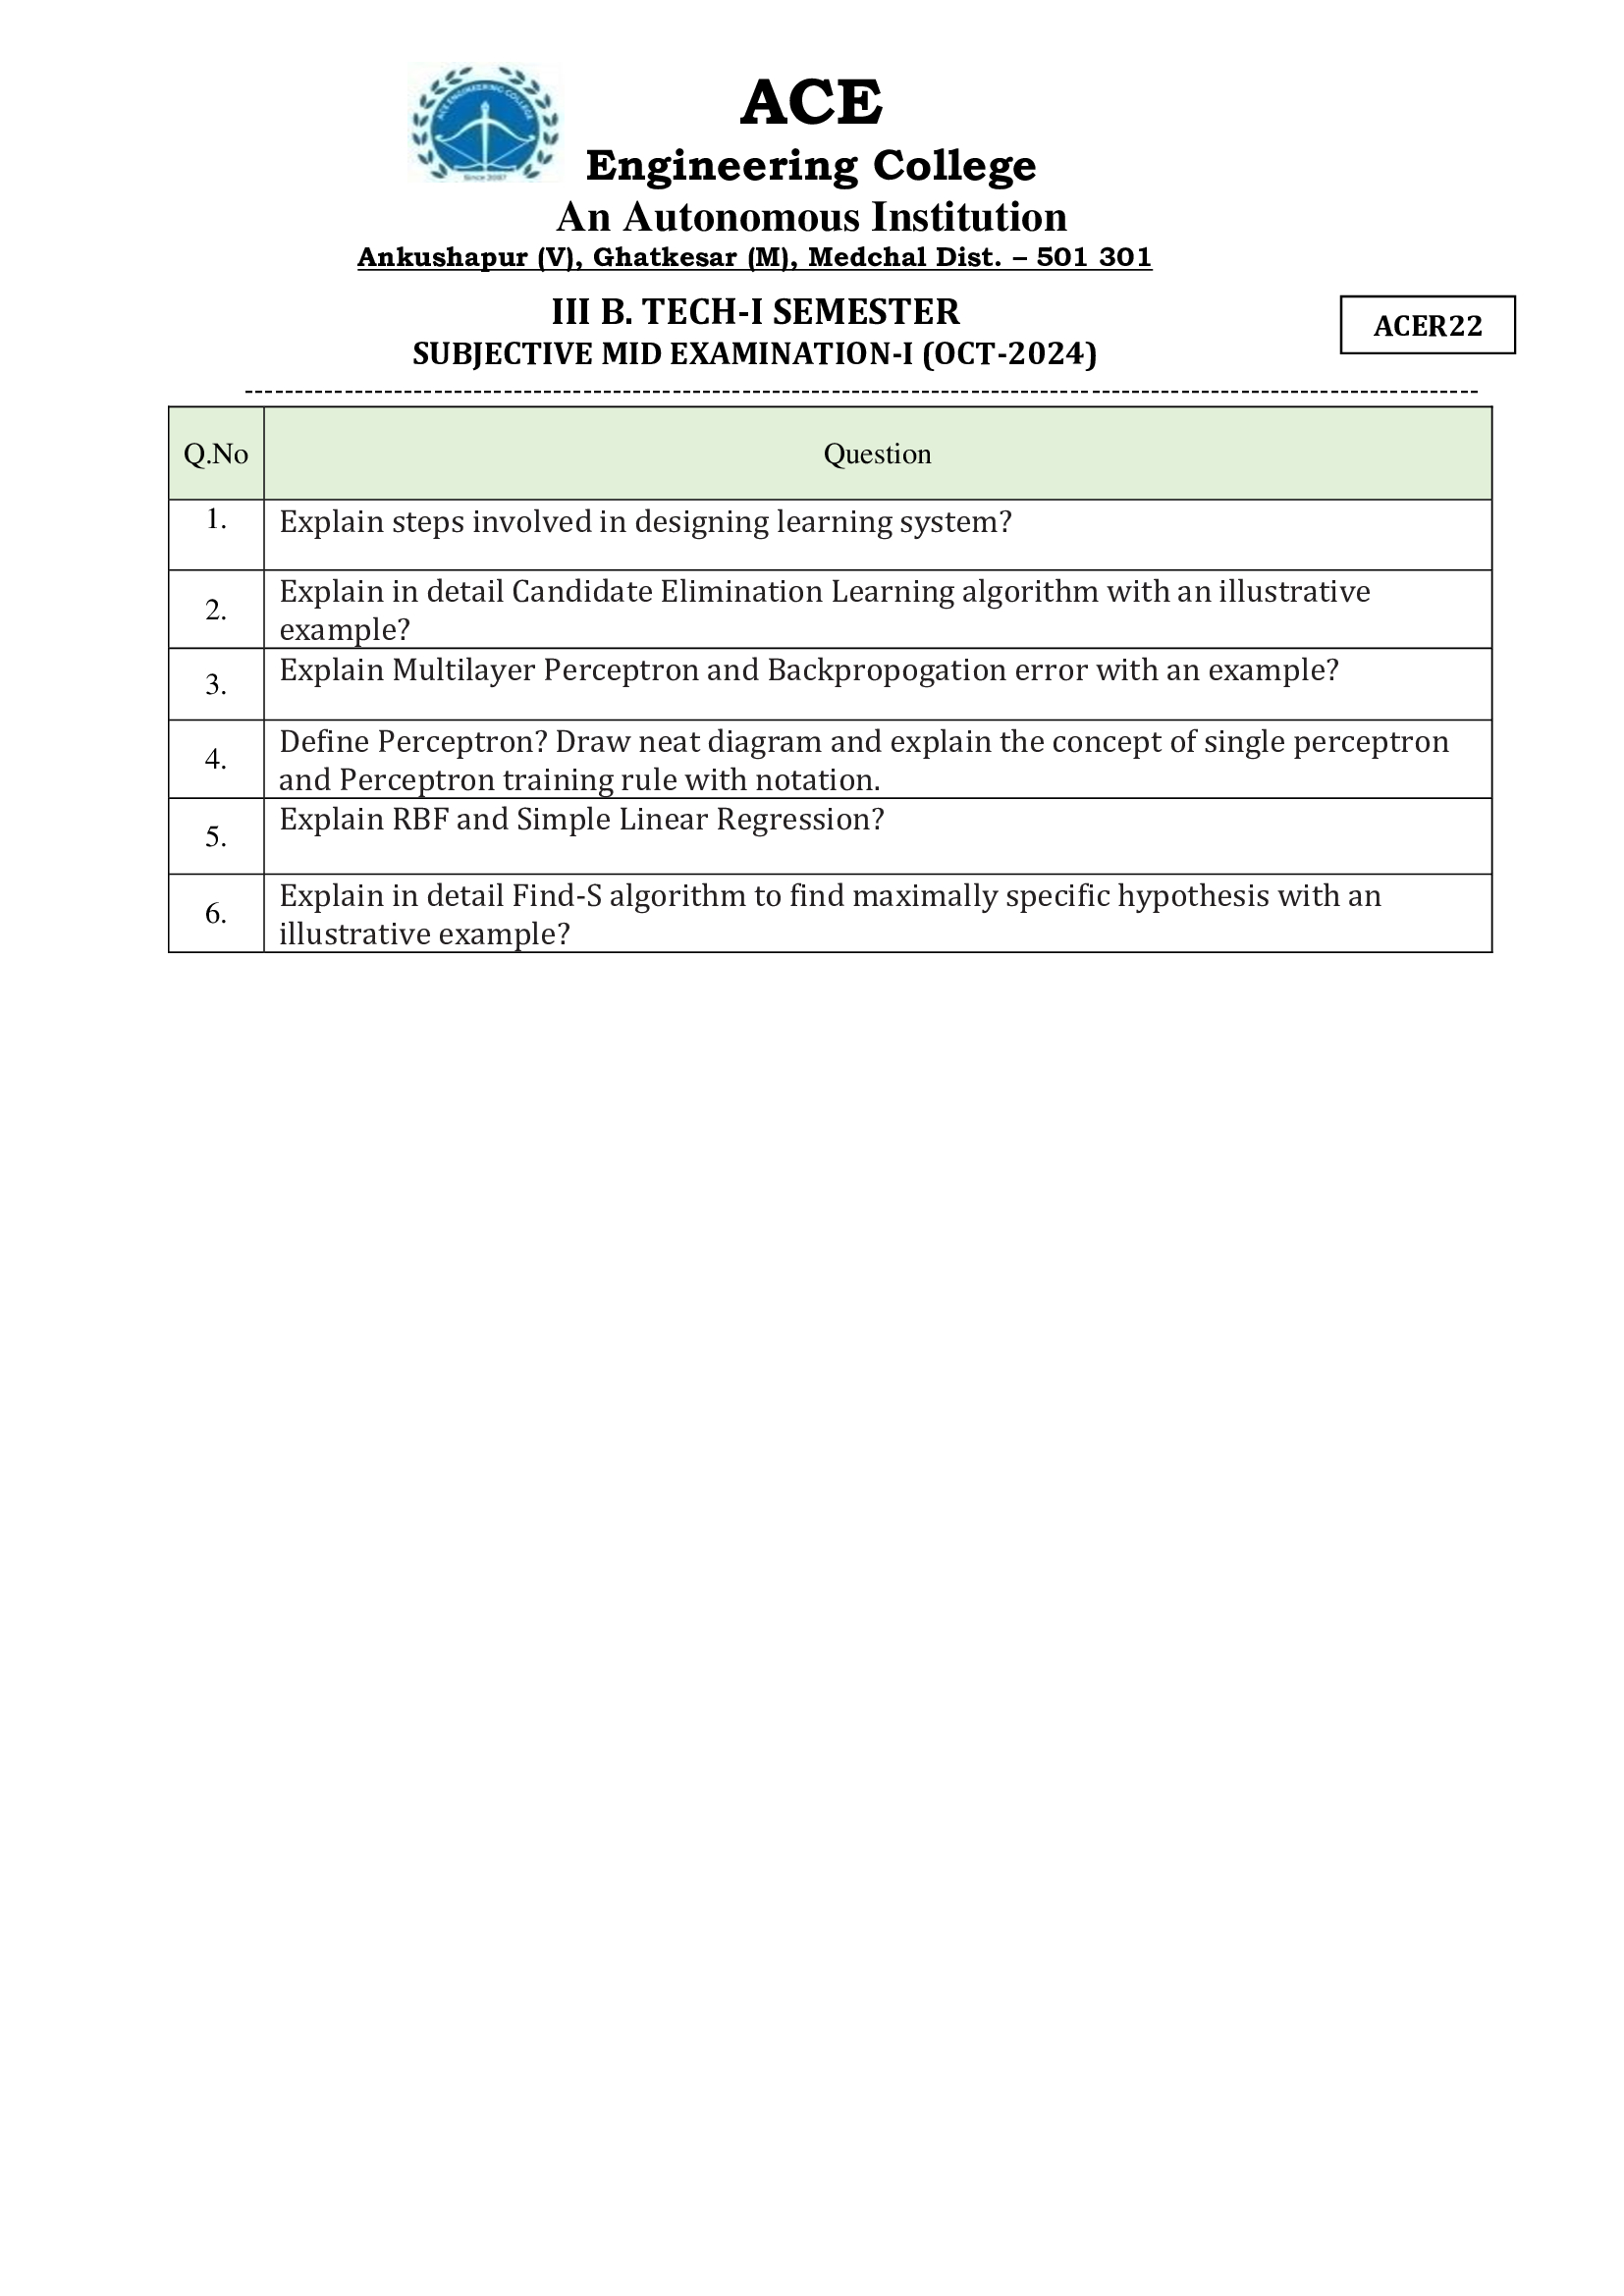 ACE ENGINEERING COLLEGE
Since 2007
ACE
Engineering College
An Autonomous Institution
Ankushapur (V), Ghatkesar (M), Medchal Dist. – 501 301
III B. TECH-I SEMESTER
ACER22
SUBJECTIVE MID EXAMINATION-I (OCT-2024)
Q.No Question
1. Explain steps involved in designing learning system?
2. Explain in detail Candidate Elimination Learning algorithm with an illustrative
example?
3. Explain Multilayer Perceptron and Backpropogation error with an example?
4. Define Perceptron? Draw neat diagram and explain the concept of single perceptron
and Perceptron training rule with notation.
5. Explain RBF and Simple Linear Regression?
6. Explain in detail Find-S algorithm to find maximally specific hypothesis with an
illustrative example?